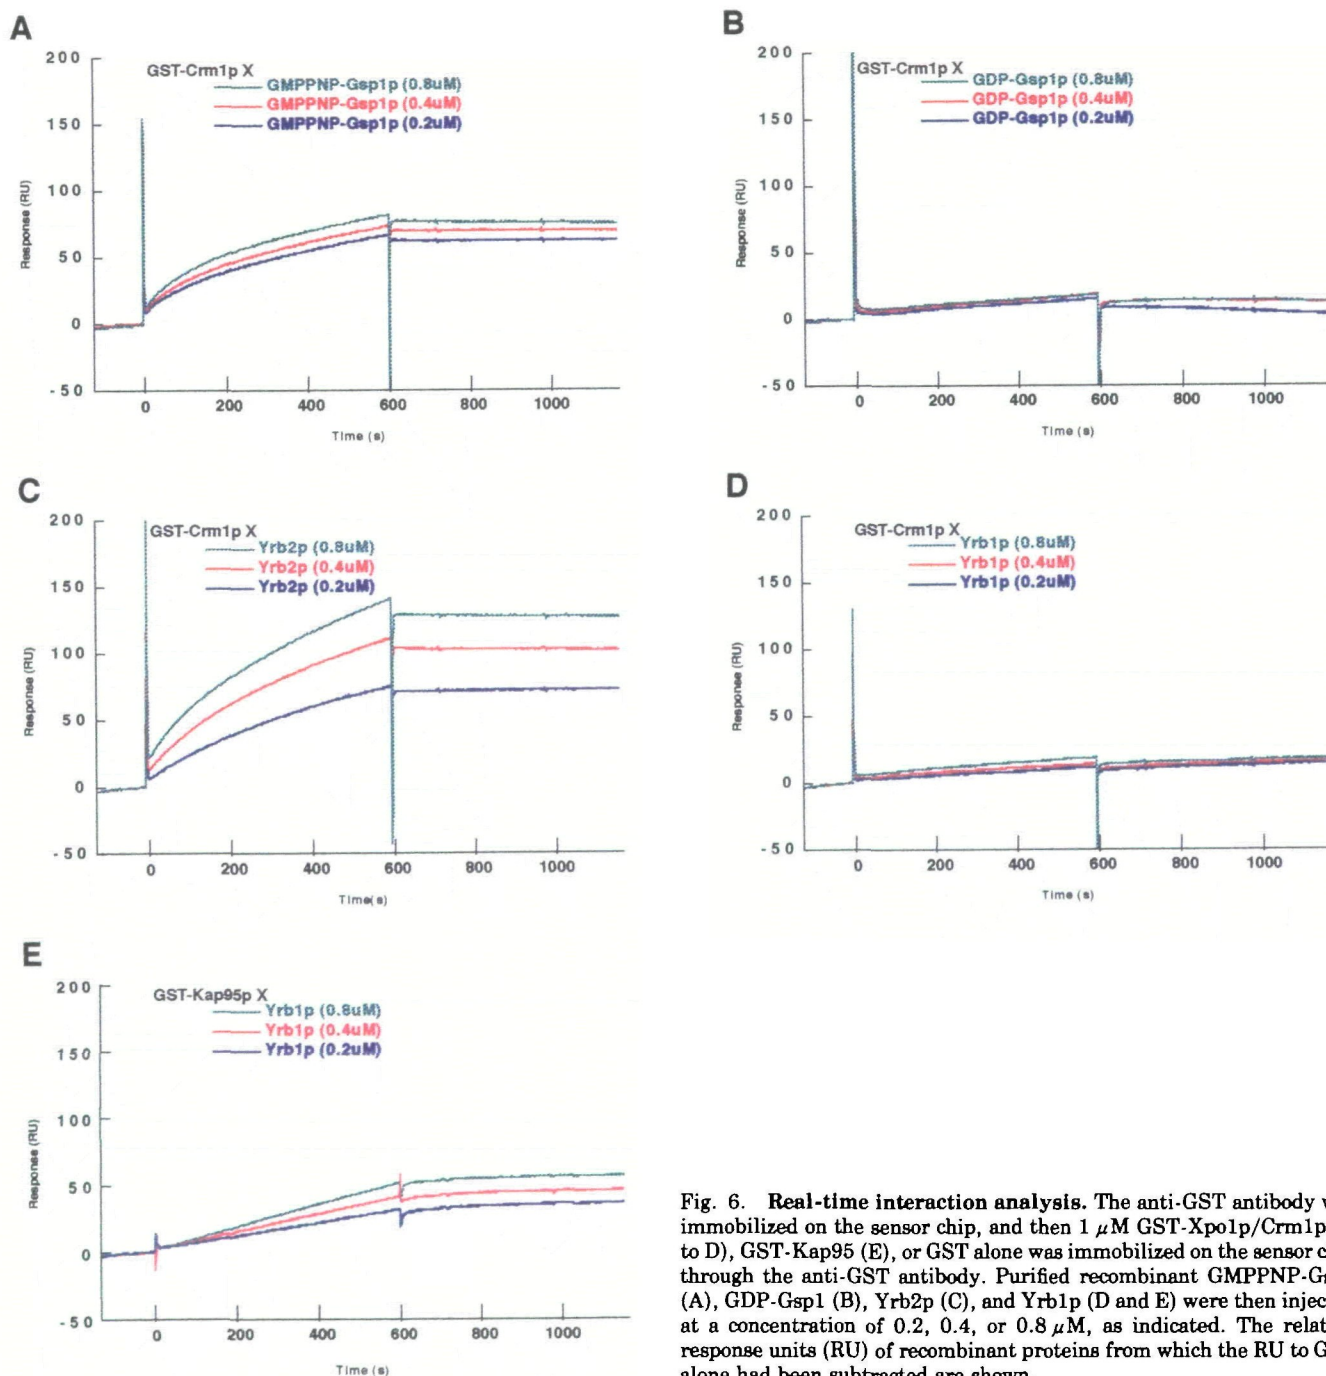 A
200
150
100
50
0
-50
Response (RU)
GST-Crm1p X
GMPPNP-Gsp1p (0.8uM)
GMPPNP-Gsp1p (0.4uM)
GMPPNP-Gsp1p (0.2uM)
0 200 400 600 800 1000
Time (s)
B
200
150
100
50
0
-50
Response (RU)
GST-Crm1p X
GDP-Gsp1p (0.8uM)
GDP-Gsp1p (0.4uM)
GDP-Gsp1p (0.2uM)
0 200 400 600 800 1000
Time (s)
C
200
150
100
50
0
-50
Response (RU)
GST-Crm1p X
Yrb2p (0.8uM)
Yrb2p (0.4uM)
Yrb2p (0.2uM)
0 200 400 600 800 1000
Time(s)
D
200
150
100
50
0
-50
Response (RU)
GST-Crm1p X
Yrb1p (0.8uM)
Yrb1p (0.4uM)
Yrb1p (0.2uM)
0 200 400 600 800 1000
Time (s)
E
200
150
100
50
0
-50
Response (RU)
GST-Kap95p X
Yrb1p (0.8uM)
Yrb1p (0.4uM)
Yrb1p (0.2uM)
0 200 400 600 800 1000
Time (s)
Fig. 6. Real-time interaction analysis. The anti-GST antibody
immobilized on the sensor chip, and then 1 μM GST-Xpo1p/Crm1p
to D), GST-Kap95 (E), or GST alone was immobilized on the sensor
through the anti-GST antibody. Purified recombinant
(A), GDP-Gsp1 (B), Yrb2p (C), and Yrb1p (D and E) were then
at a concentration of 0.2, 0.4, or 0.8 μM, as indicated. The
response units (RU) of recombinant proteins from which the RU to
alone had been subtracted are shown.